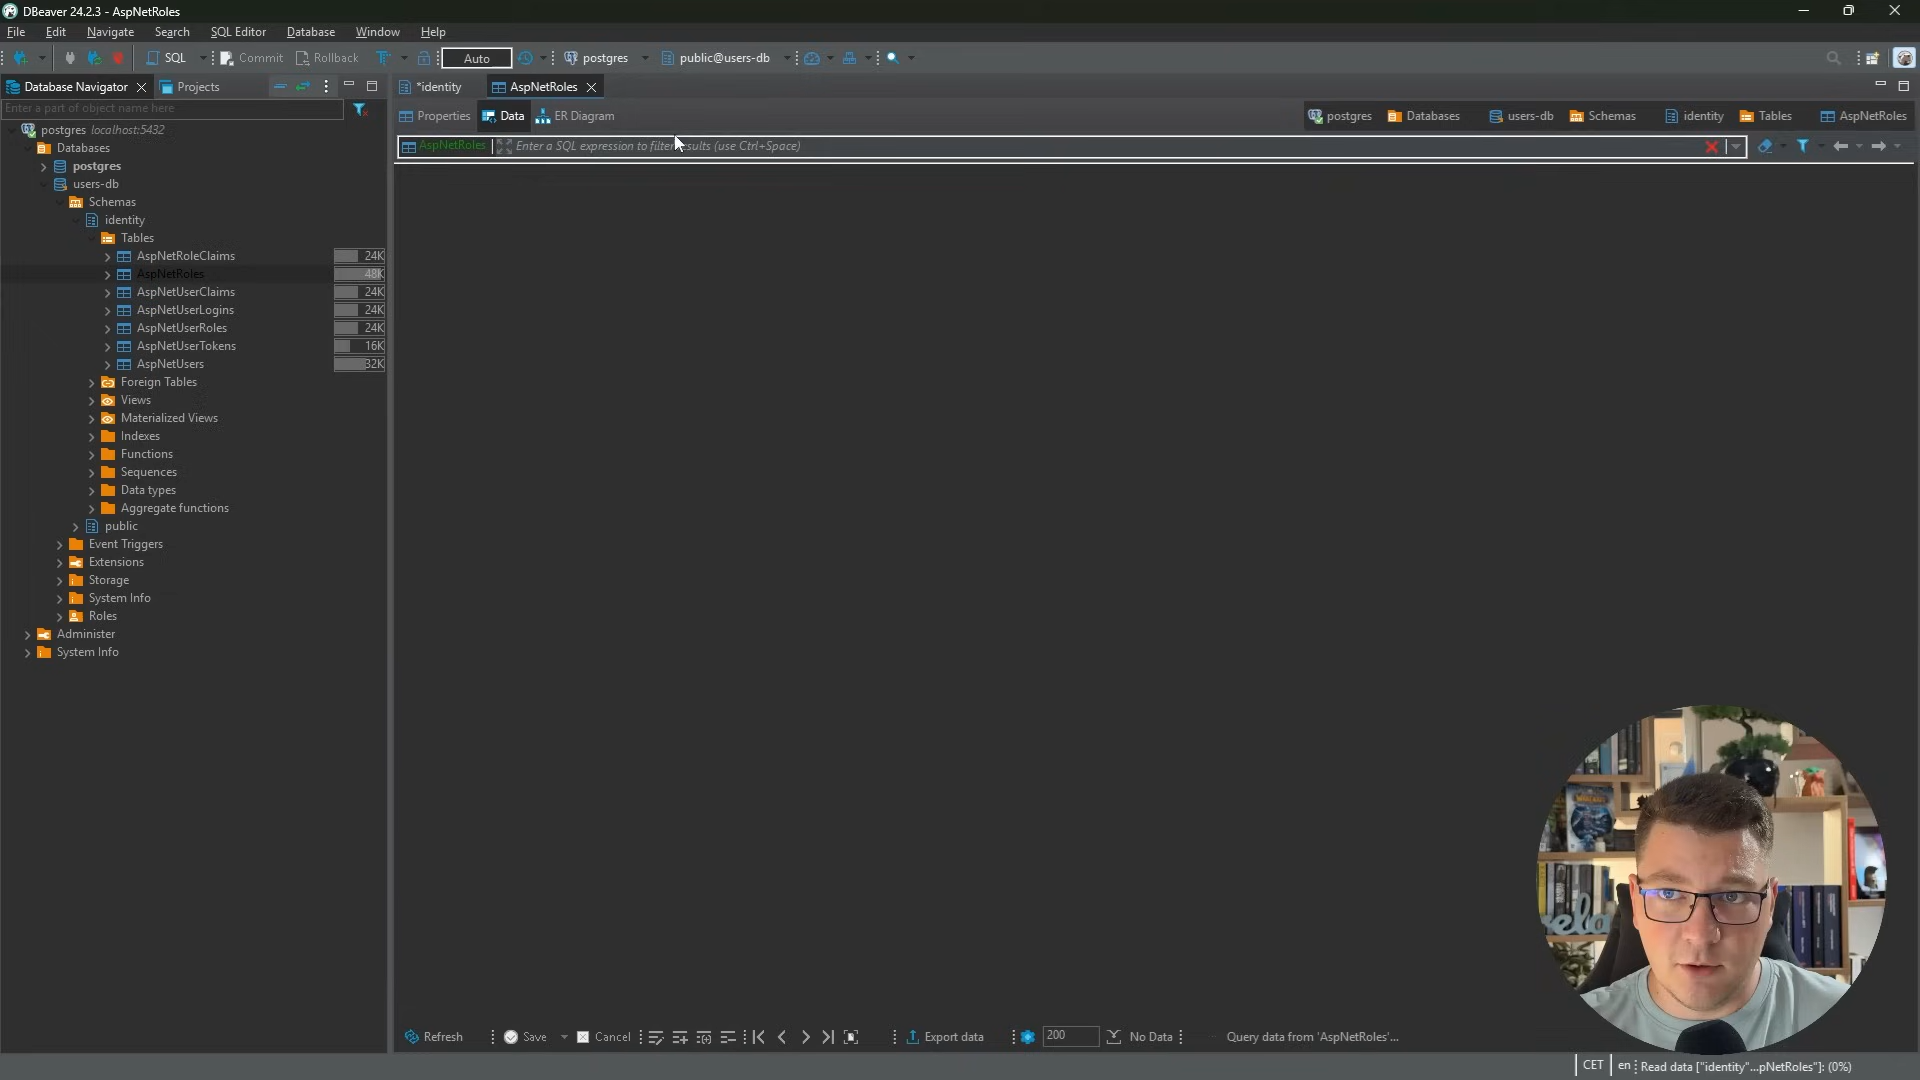 DBeaver 24.2.3 - AspNetRoles
File Edit Navigate Search SQL Editor Database Window Help
SQL Commit Rollback Auto postgres public@users-db
Database Navigator Projects
*identity AspNetRoles
Enter a part of object name here
Properties Data ER Diagram
postgres Databases users-db Schemas identity Tables AspNetRoles
AspNetRoles Enter a SQL expression to filter results (use Ctrl+Space)
postgres localhost:5432
Databases
postgres
users-db
Schemas
identity
Tables
AspNetRoleClaims 24K
AspNetRoles 48K
AspNetUserClaims 24K
AspNetUserLogins 24K
AspNetUserRoles 24K
AspNetUserTokens 16K
AspNetUsers 32K
Foreign Tables
Views
Materialized Views
Indexes
Functions
Sequences
Data types
Aggregate functions
public
Event Triggers
Extensions
Storage
System Info
Roles
Administer
System Info
Refresh Save Cancel Export data 200 No Data Query data from 'AspNetRoles'...
CET en Read data ["identity"...pNetRoles"]: (0%)